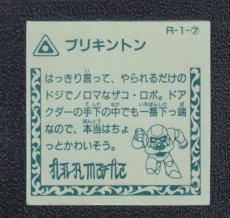 R-1-⑦
ブリキントン
はっきり言って、やられるだけの
ドジでノロマなザコ・ロボ。ドア
クダーの手下の中でも一番下っ端
なので、本当はちょ
っとかわいそう。